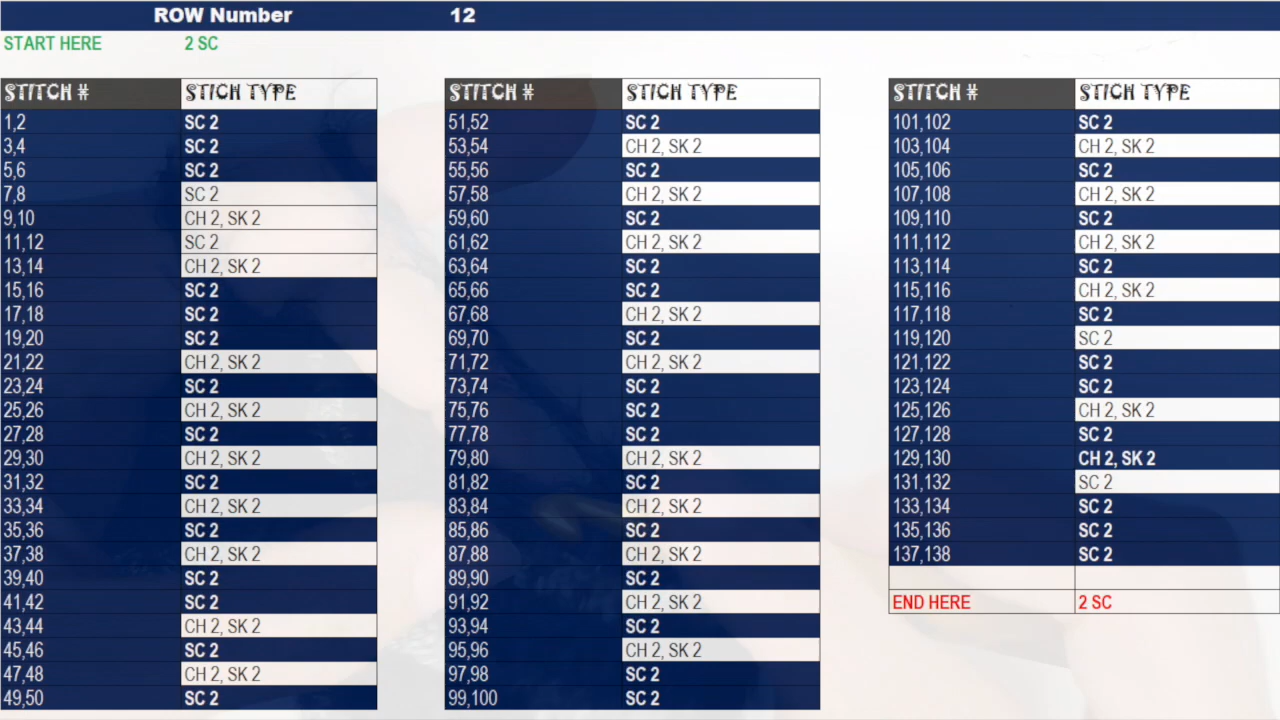 ROW Number 12
START HERE 2 SC
STITCH # STICH TYPE
1,2 SC 2
3,4 SC 2
5,6 SC 2
7,8 SC 2
9,10 CH 2, SK 2
11,12 SC 2
13,14 CH 2, SK 2
15,16 SC 2
17,18 SC 2
19,20 SC 2
21,22 CH 2, SK 2
23,24 SC 2
25,26 CH 2, SK 2
27,28 SC 2
29,30 CH 2, SK 2
31,32 SC 2
33,34 CH 2, SK 2
35,36 SC 2
37,38 CH 2, SK 2
39,40 SC 2
41,42 SC 2
43,44 CH 2, SK 2
45,46 SC 2
47,48 CH 2, SK 2
49,50 SC 2
STITCH # STICH TYPE
51,52 SC 2
53,54 CH 2, SK 2
55,56 SC 2
57,58 CH 2, SK 2
59,60 SC 2
61,62 CH 2, SK 2
63,64 SC 2
65,66 SC 2
67,68 CH 2, SK 2
69,70 SC 2
71,72 CH 2, SK 2
73,74 SC 2
75,76 SC 2
77,78 SC 2
79,80 CH 2, SK 2
81,82 SC 2
83,84 CH 2, SK 2
85,86 SC 2
87,88 CH 2, SK 2
89,90 SC 2
91,92 CH 2, SK 2
93,94 SC 2
95,96 CH 2, SK 2
97,98 SC 2
99,100 SC 2
STITCH # STICH TYPE
101,102 SC 2
103,104 CH 2, SK 2
105,106 SC 2
107,108 CH 2, SK 2
109,110 SC 2
111,112 CH 2, SK 2
113,114 SC 2
115,116 CH 2, SK 2
117,118 SC 2
119,120 SC 2
121,122 SC 2
123,124 SC 2
125,126 CH 2, SK 2
127,128 SC 2
129,130 CH 2, SK 2
131,132 SC 2
133,134 SC 2
135,136 SC 2
137,138 SC 2
END HERE 2 SC